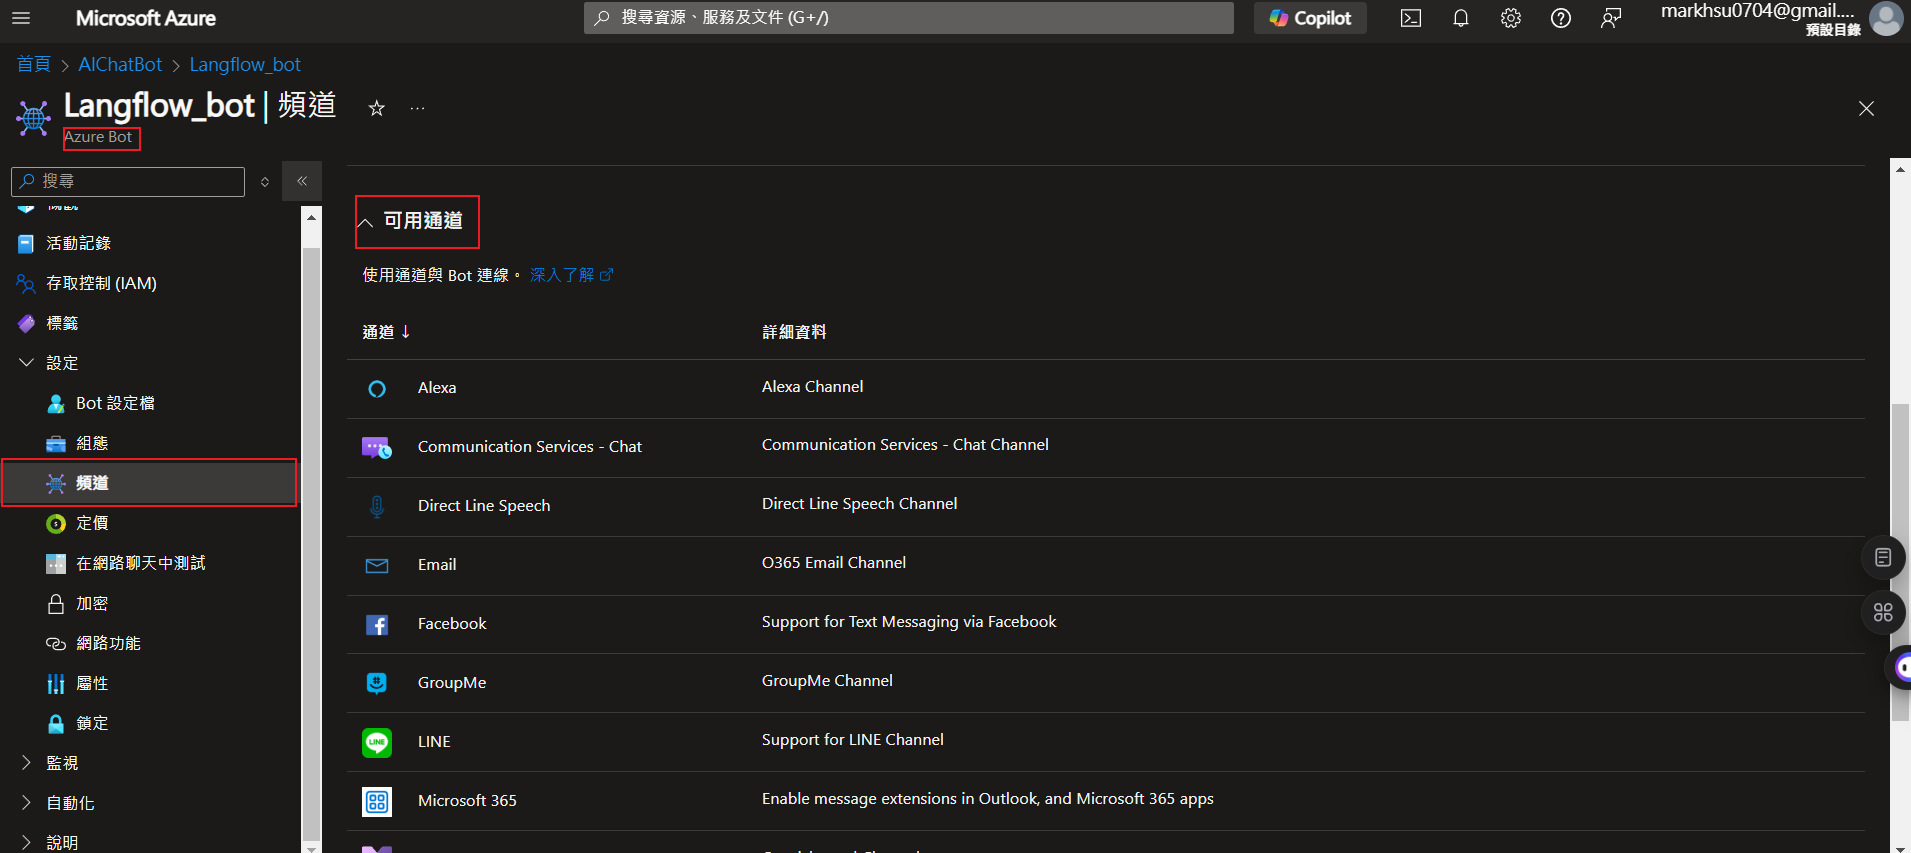 Microsoft Azure
搜尋資源、服務及文件 (G+/)
Copilot
markhsu0704@gmail....
預設目錄
首頁 > AIChatBot > Langflow_bot
Langflow_bot | 頻道
Azure Bot
搜尋
活動記錄
存取控制 (IAM)
標籤
設定
Bot 設定檔
組態
頻道
定價
在網路聊天中測試
加密
網路功能
屬性
鎖定
監視
自動化
說明
可用通道
使用通道與 Bot 連線。 深入了解
通道 ↓ 詳細資料
Alexa Alexa Channel
Communication Services - Chat Communication Services - Chat Channel
Direct Line Speech Direct Line Speech Channel
Email O365 Email Channel
Facebook Support for Text Messaging via Facebook
GroupMe GroupMe Channel
LINE Support for LINE Channel
Microsoft 365 Enable message extensions in Outlook, and Microsoft 365 apps